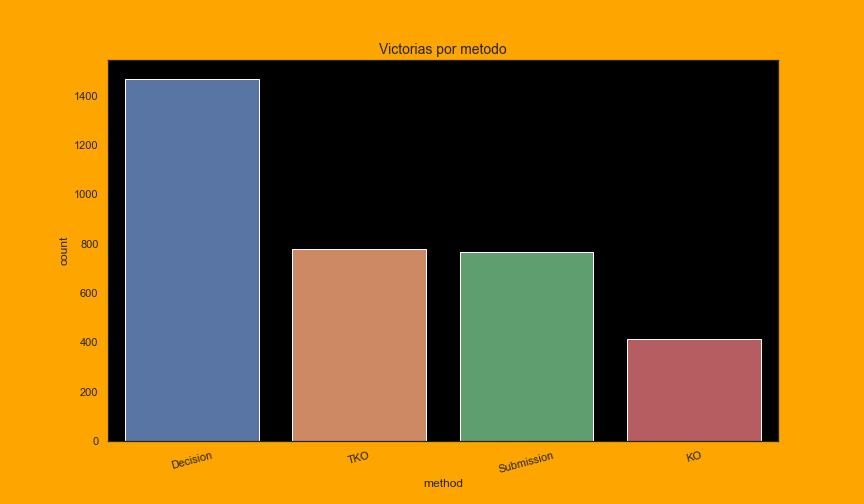 Victorias por metodo
count
1400
1200
1000
800
600
400
200
0
Decision
TKO
Submission
KO
method